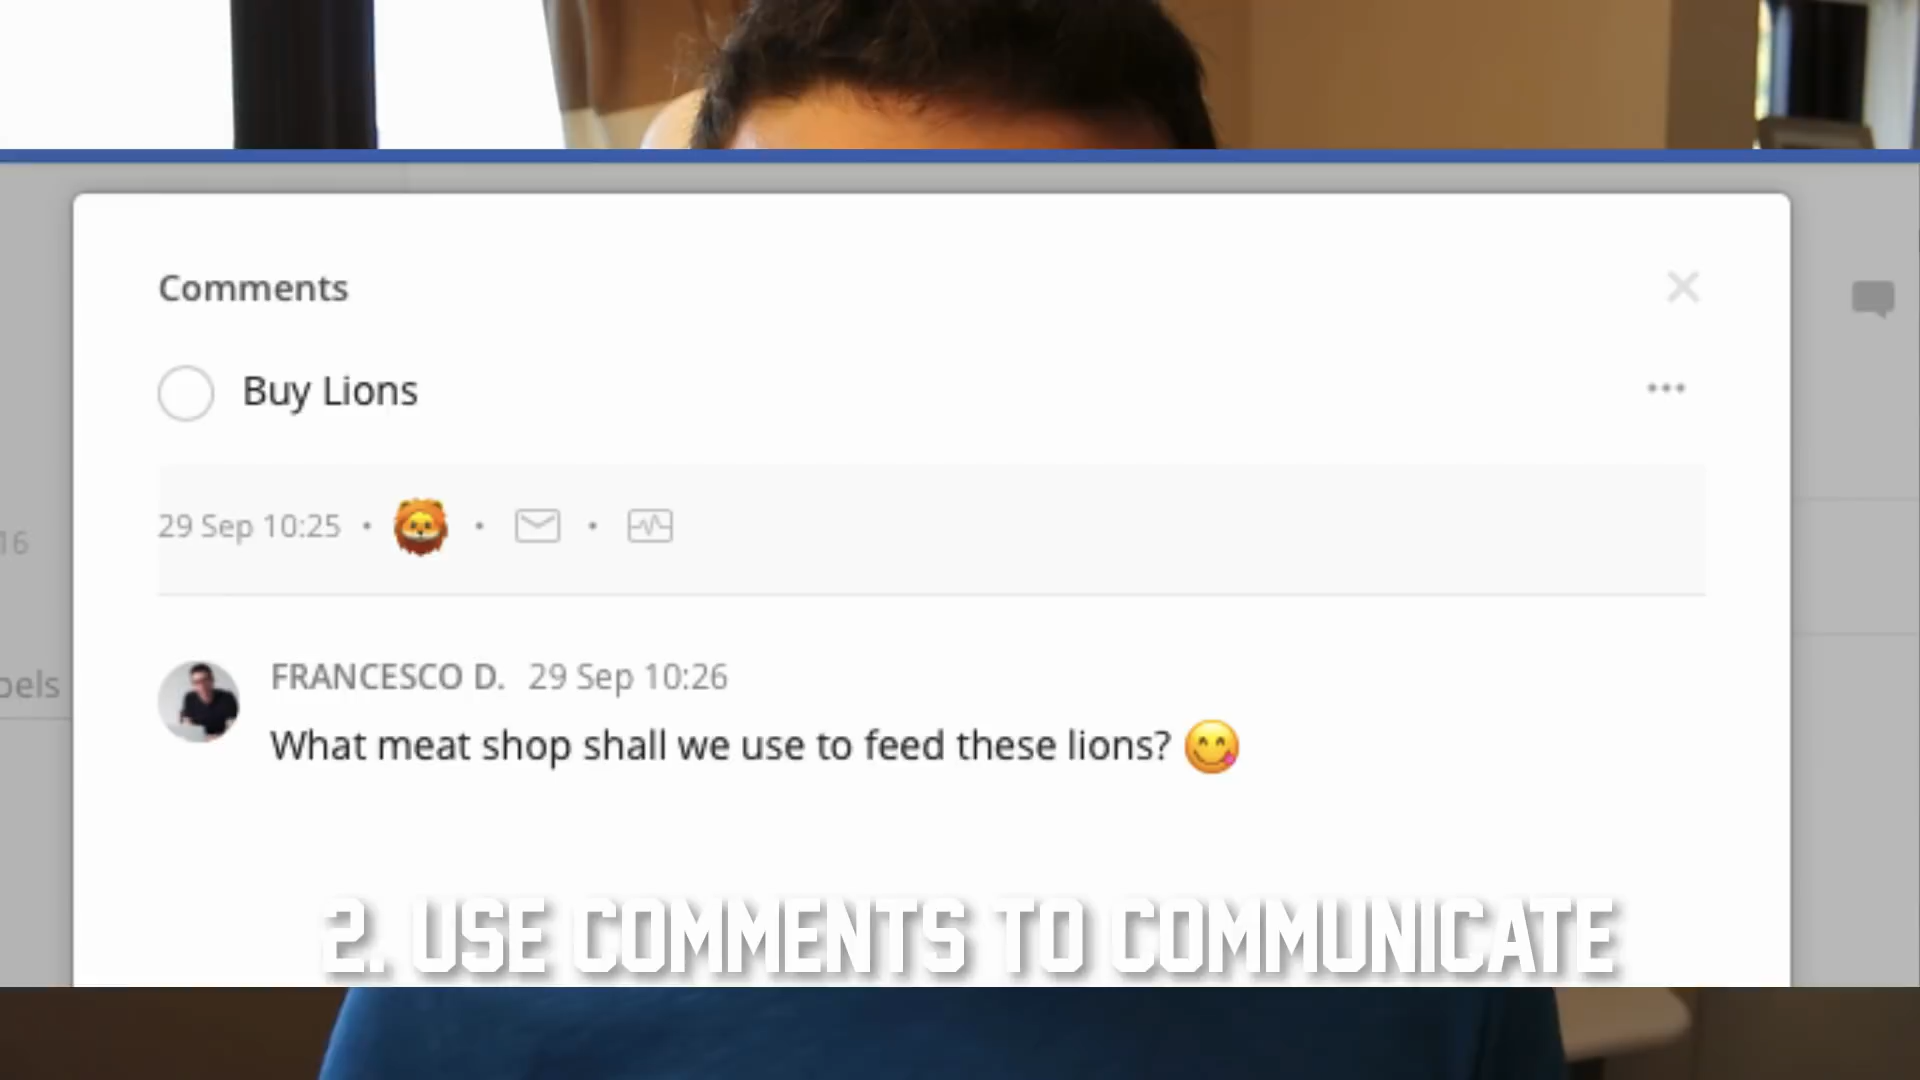 Comments
Buy Lions
29 Sep 10:25
16
FRANCESCO D. 29 Sep 10:26
What meat shop shall we use to feed these lions? 😋
2. USE COMMENTS TO COMMUNICATE